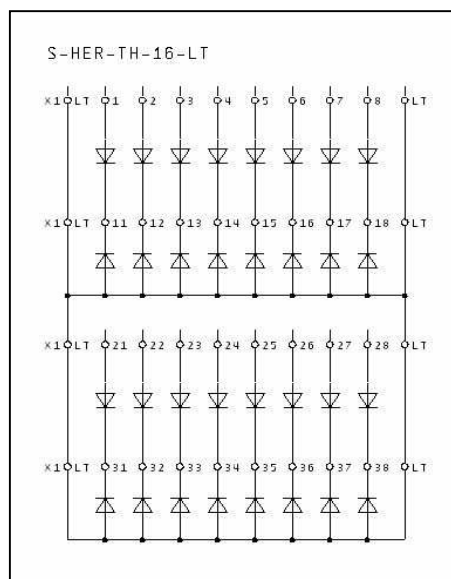 S-HER-TH-16-LT
X1 LT 1 2 3 4 5 6 7 8 LT
X1 LT 11 12 13 14 15 16 17 18 LT
X1 LT 21 22 23 24 25 26 27 28 LT
X1 LT 31 32 33 34 35 36 37 38 LT